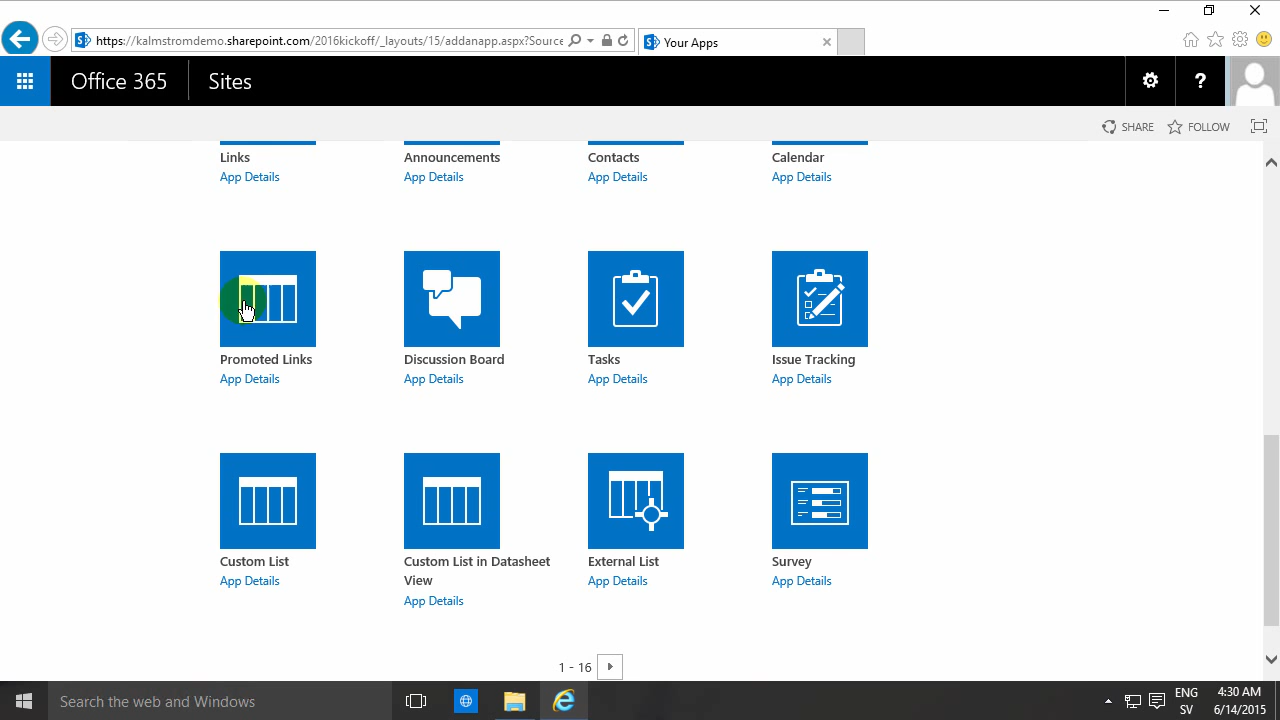 https://kalmstromdemo.sharepoint.com/2016kickoff/_layouts/15/addanapp.aspx?Source
Your Apps
Office 365
Sites
?
SHARE
FOLLOW
Links
Announcements
Contacts
Calendar
App Details
App Details
App Details
App Details
Promoted Links
Discussion Board
Tasks
Issue Tracking
App Details
App Details
App Details
App Details
Custom List
Custom List in Datasheet
View
External List
Survey
App Details
App Details
App Details
App Details
1 - 16
Search the web and Windows
ENG
SV
4:30 AM
6/14/2015